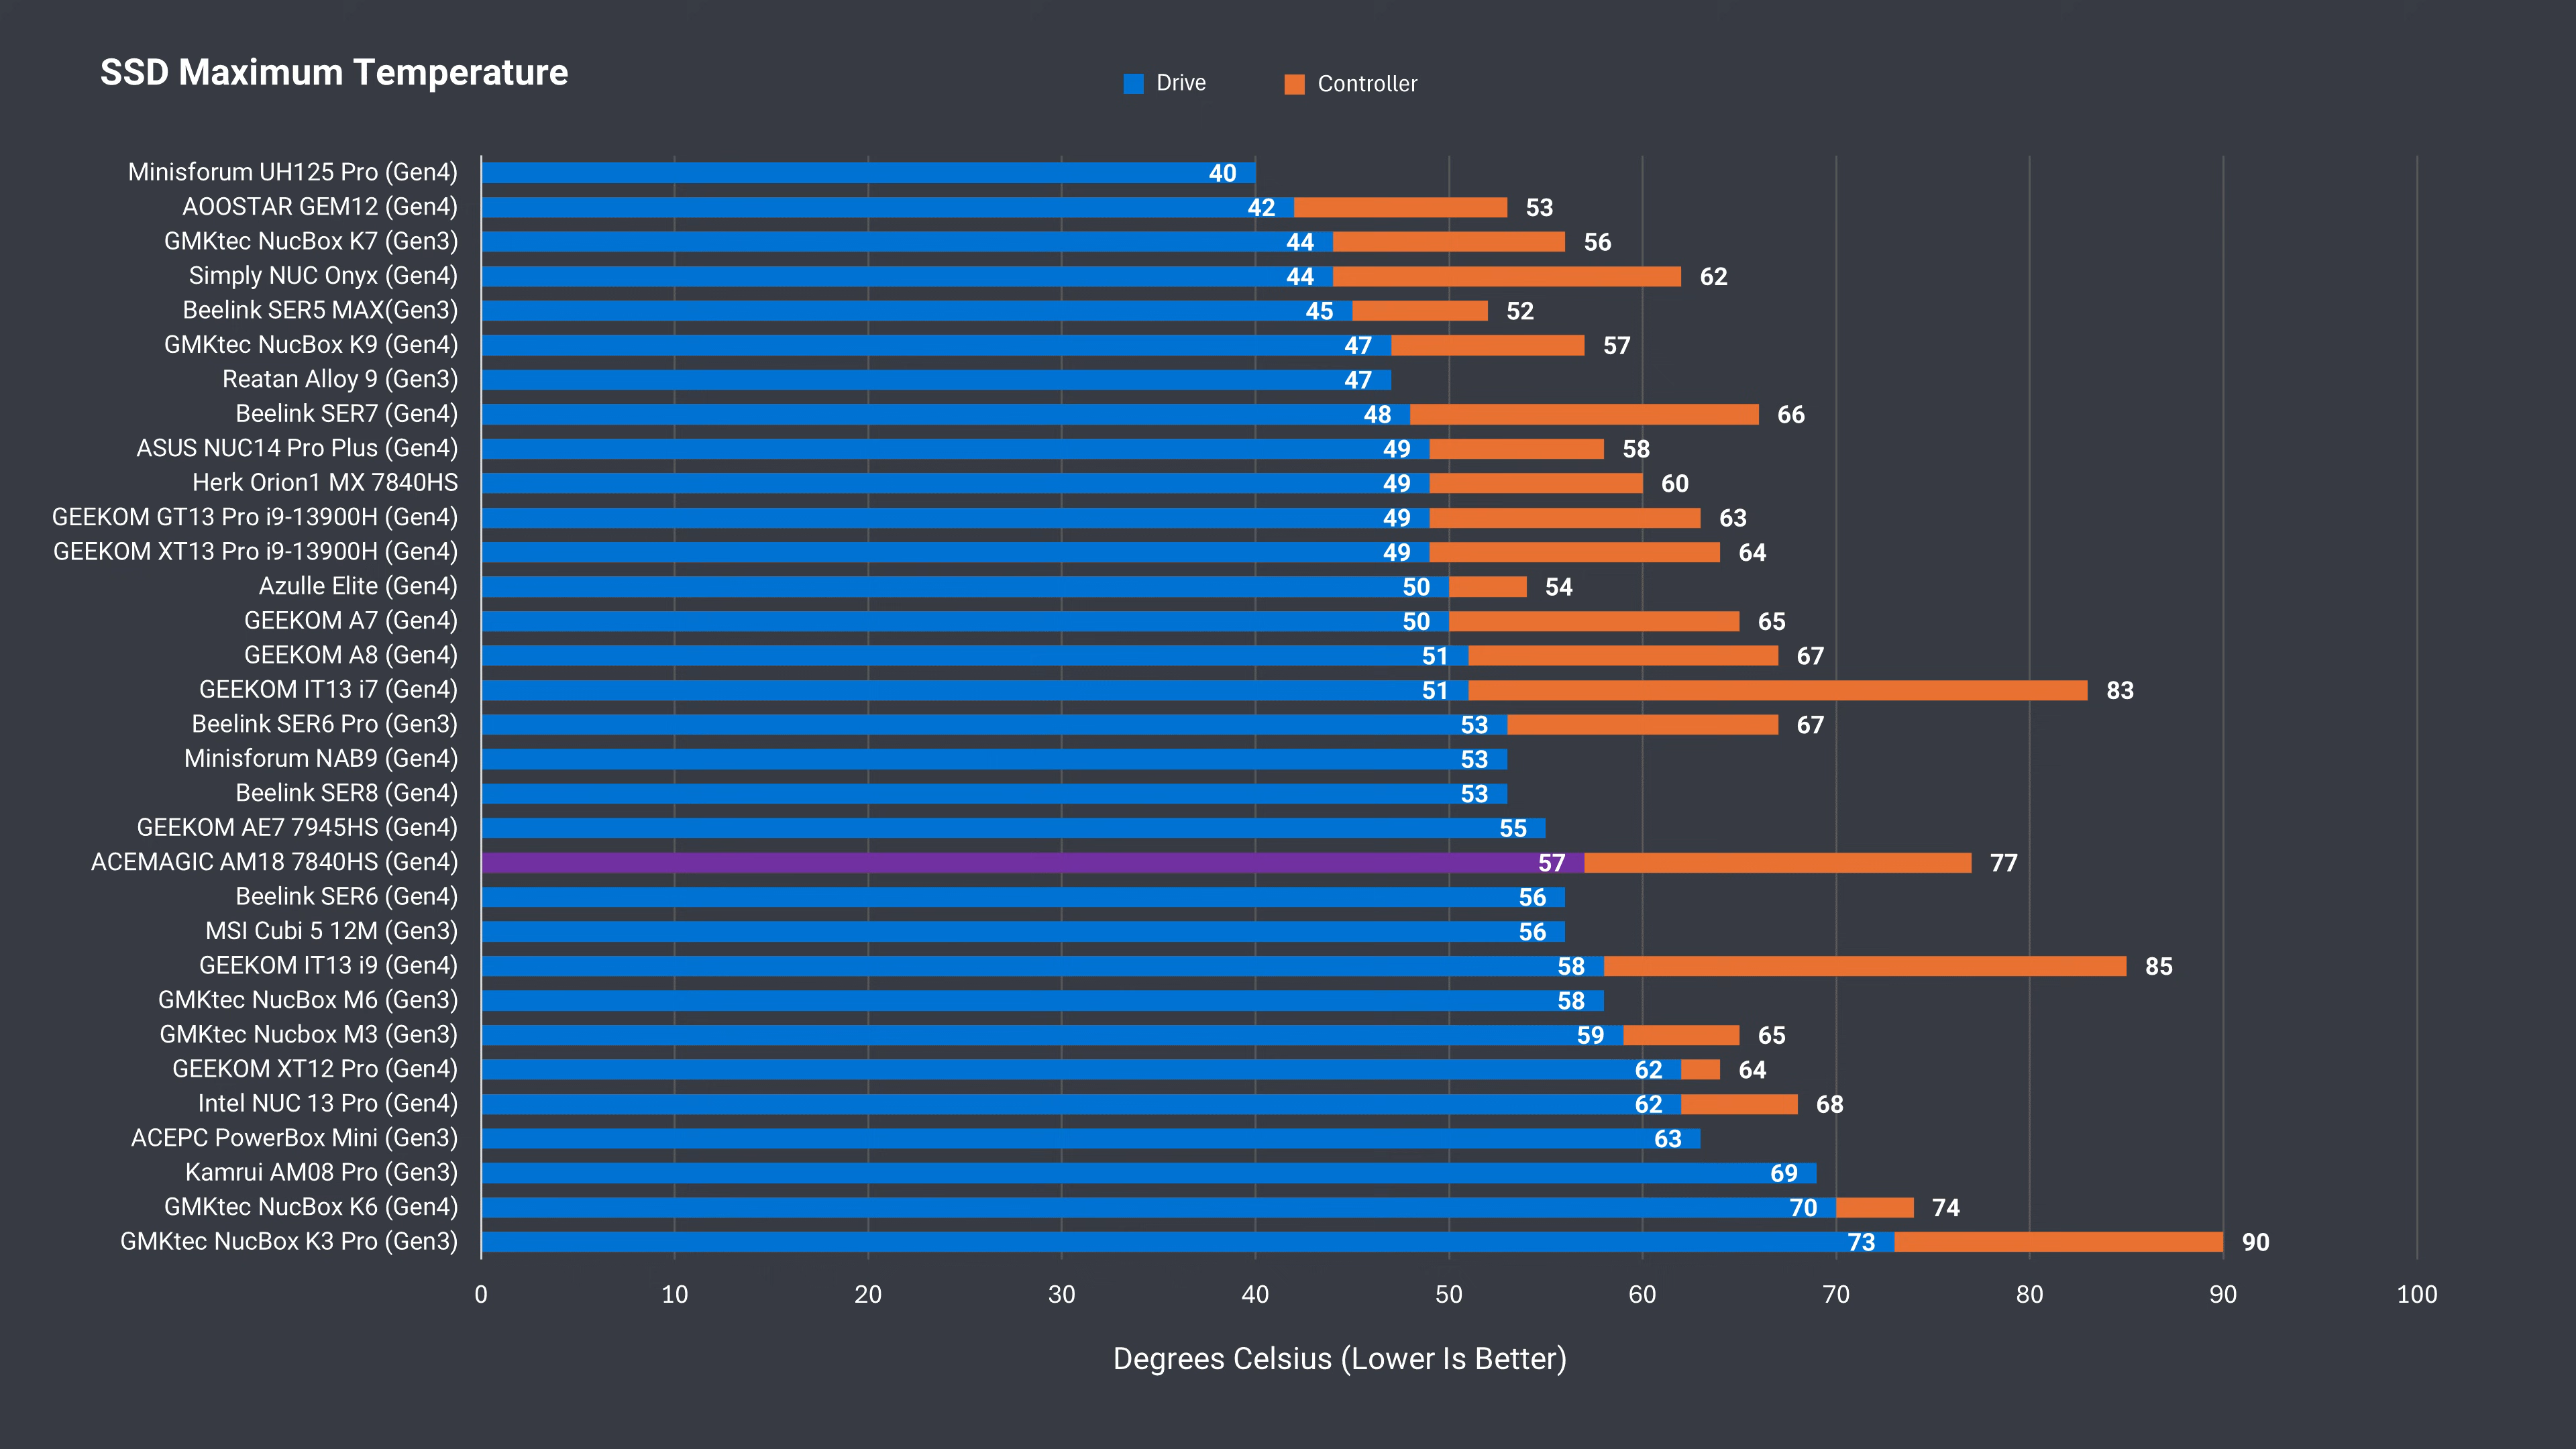 SSD Maximum Temperature
Drive
Controller
Minisforum UH125 Pro (Gen4) 40
AOOSTAR GEM12 (Gen4) 42 53
GMKtec NucBox K7 (Gen3) 44 56
Simply NUC Onyx (Gen4) 44 62
Beelink SER5 MAX(Gen3) 45 52
GMKtec NucBox K9 (Gen4) 47 57
Reatan Alloy 9 (Gen3) 47
Beelink SER7 (Gen4) 48 66
ASUS NUC14 Pro Plus (Gen4) 49 58
Herk Orion1 MX 7840HS 49 60
GEEKOM GT13 Pro i9-13900H (Gen4) 49 63
GEEKOM XT13 Pro i9-13900H (Gen4) 49 64
Azulle Elite (Gen4) 50 54
GEEKOM A7 (Gen4) 50 65
GEEKOM A8 (Gen4) 51 67
GEEKOM IT13 i7 (Gen4) 51 83
Beelink SER6 Pro (Gen3) 53 67
Minisforum NAB9 (Gen4) 53
Beelink SER8 (Gen4) 53
GEEKOM AE7 7945HS (Gen4) 55
ACEMAGIC AM18 7840HS (Gen4) 57 77
Beelink SER6 (Gen4) 56
MSI Cubi 5 12M (Gen3) 56
GEEKOM IT13 i9 (Gen4) 58 85
GMKtec NucBox M6 (Gen3) 58
GMKtec Nucbox M3 (Gen3) 59 65
GEEKOM XT12 Pro (Gen4) 62 64
Intel NUC 13 Pro (Gen4) 62 68
ACEPC PowerBox Mini (Gen3) 63
Kamrui AM08 Pro (Gen3) 69
GMKtec NucBox K6 (Gen4) 70 74
GMKtec NucBox K3 Pro (Gen3) 73 90
0 10 20 30 40 50 60 70 80 90 100
Degrees Celsius (Lower Is Better)